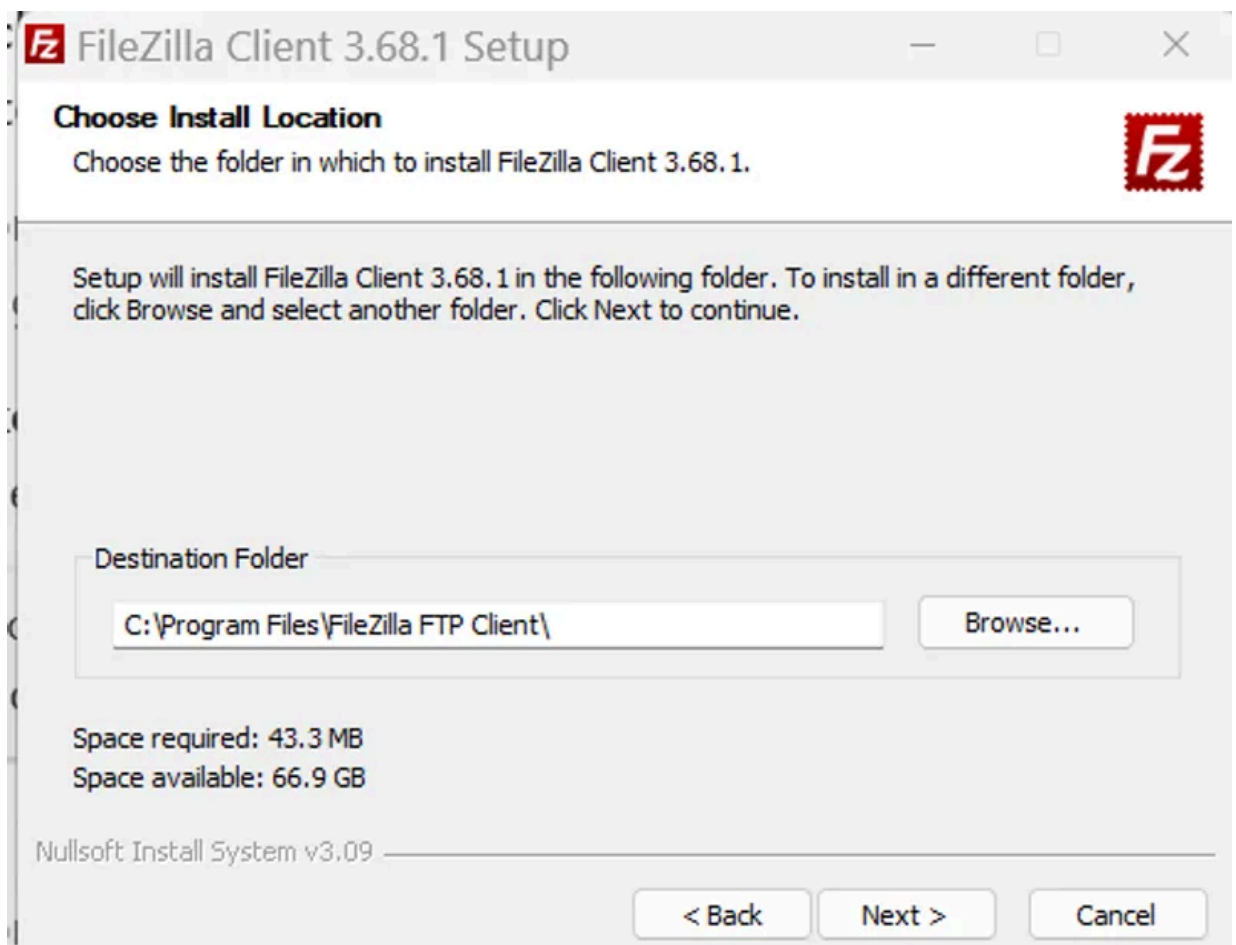 FileZilla Client 3.68.1 Setup
Choose Install Location
Choose the folder in which to install FileZilla Client 3.68.1.
Fz
Setup will install FileZilla Client 3.68.1 in the following folder. To install in a different folder,
click Browse and select another folder. Click Next to continue.
Destination Folder
C:\Program Files\FileZilla FTP Client\
Browse...
Space required: 43.3 MB
Space available: 66.9 GB
Nullsoft Install System v3.09
< Back
Next >
Cancel